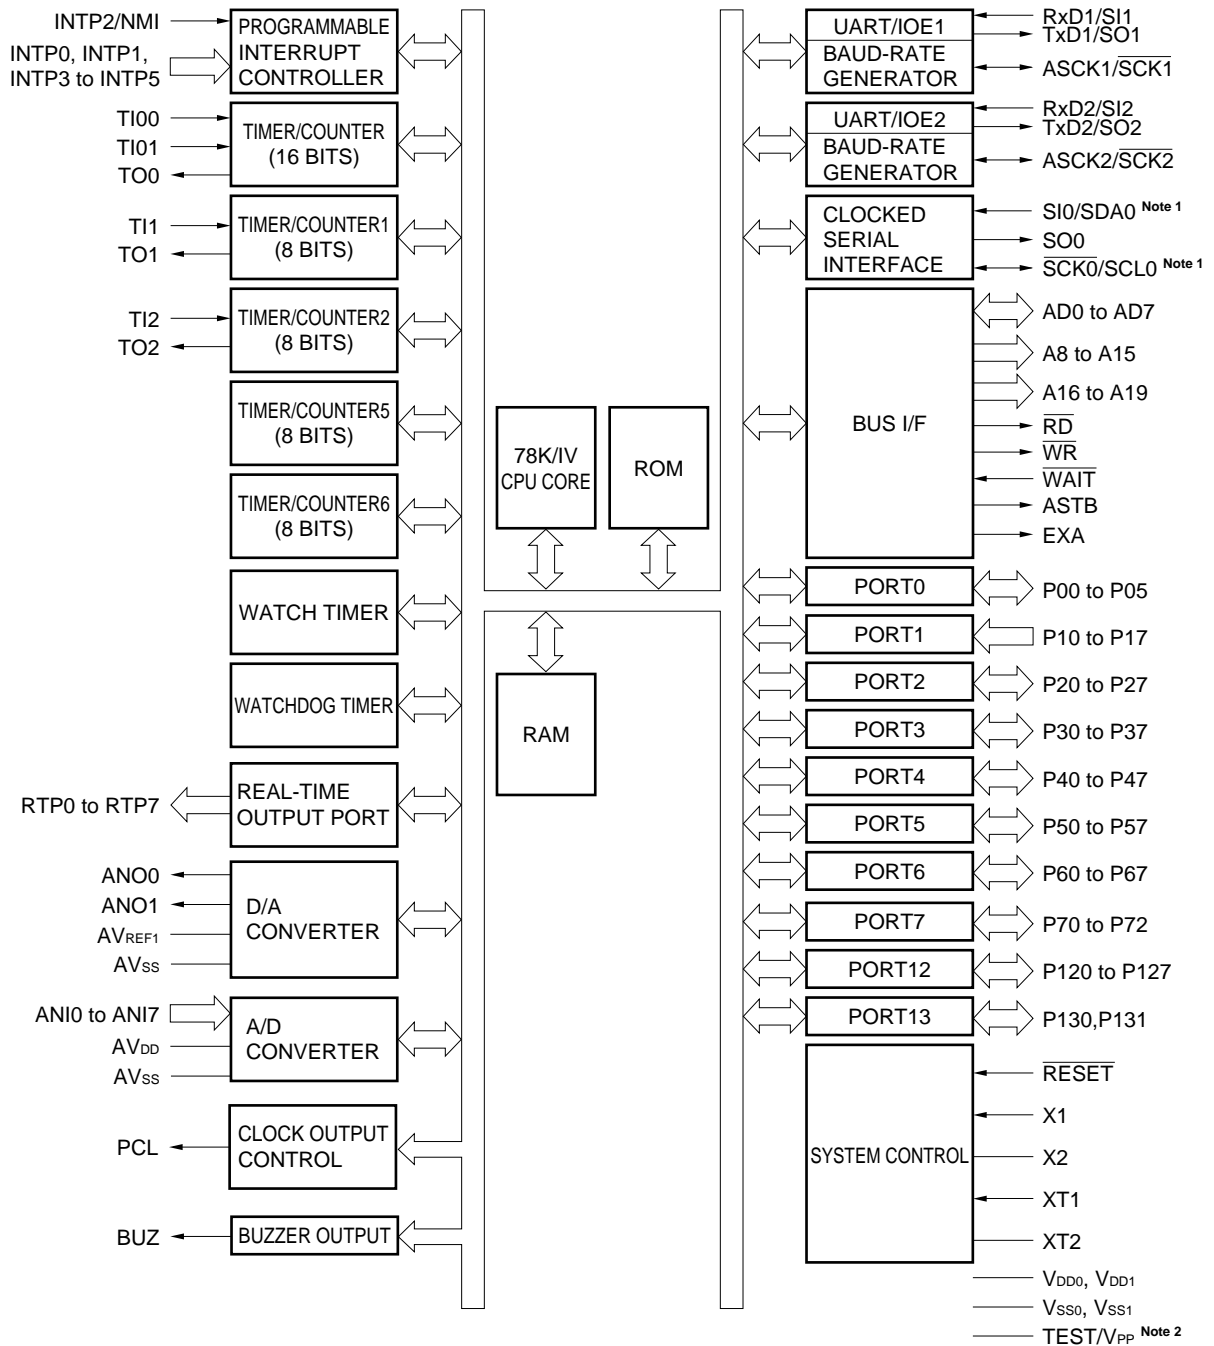 INTP2/NMI
INTP0, INTP1,
INTP3 to INTP5
PROGRAMMABLE
INTERRUPT
CONTROLLER
TI00
TI01
TO0
TIMER/COUNTER
(16 BITS)
TI1
TO1
TIMER/COUNTER1
(8 BITS)
TI2
TO2
TIMER/COUNTER2
(8 BITS)
TIMER/COUNTER5
(8 BITS)
TIMER/COUNTER6
(8 BITS)
WATCH TIMER
WATCHDOG TIMER
RTP0 to RTP7
REAL-TIME
OUTPUT PORT
ANO0
ANO1
AVREF1
AVSS
D/A
CONVERTER
ANI0 to ANI7
AVDD
AVSS
A/D
CONVERTER
PCL
CLOCK OUTPUT
CONTROL
BUZ
BUZZER OUTPUT
78K/IV
CPU CORE
ROM
RAM
UART/IOE1
BAUD-RATE
GENERATOR
RxD1/SI1
TxD1/SO1
ASCK1/S̅C̅K̅1̅
UART/IOE2
BAUD-RATE
GENERATOR
RxD2/SI2
TxD2/SO2
ASCK2/S̅C̅K̅2̅
CLOCKED
SERIAL
INTERFACE
SI0/SDA0 Note 1
SO0
S̅C̅K̅0̅/SCL0 Note 1
BUS I/F
AD0 to AD7
A8 to A15
A16 to A19
R̅D̅
W̅R̅
W̅A̅I̅T̅
ASTB
EXA
PORT0
P00 to P05
PORT1
P10 to P17
PORT2
P20 to P27
PORT3
P30 to P37
PORT4
P40 to P47
PORT5
P50 to P57
PORT6
P60 to P67
PORT7
P70 to P72
PORT12
P120 to P127
PORT13
P130,P131
SYSTEM CONTROL
R̅E̅S̅E̅T̅
X1
X2
XT1
XT2
VDD0, VDD1
VSS0, VSS1
TEST/VPP Note 2